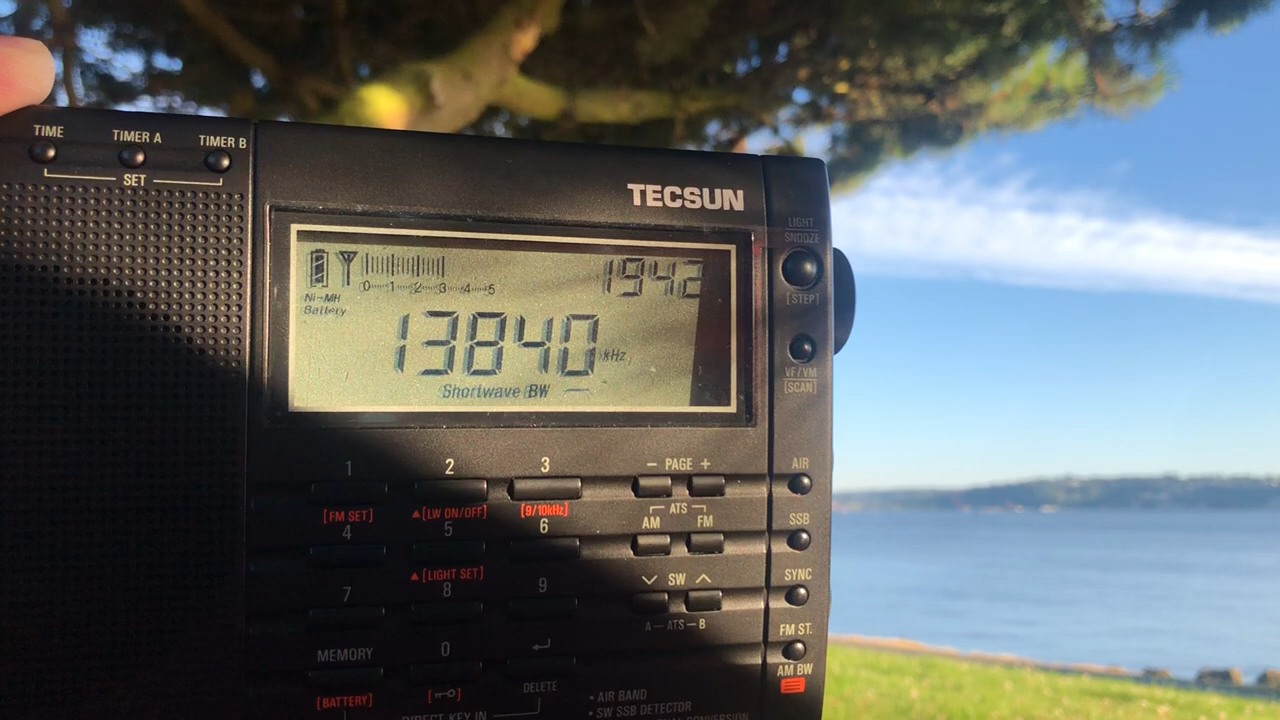 TIME TIMER A TIMER B
SET
TECSUN
LIGHT
SNOOZE
[STEP]
1942
0 1 2 3 4 5
Ni-MH
Battery
13840 kHz
Shortwave BW
VF/VM
[SCAN]
1 2 3
- PAGE +
AIR
[FM SET] ▲[LW ON/OFF] [9/10kHz]
ATS
AM FM
SSB
4 5 6
▲[LIGHT SET]
SW
SYNC
7 8 9
A - ATS - B
FM ST.
MEMORY 0
AM BW
[BATTERY]
DELETE
DIRECT KEY IN
• AIR BAND
• SW SSB DETECTOR